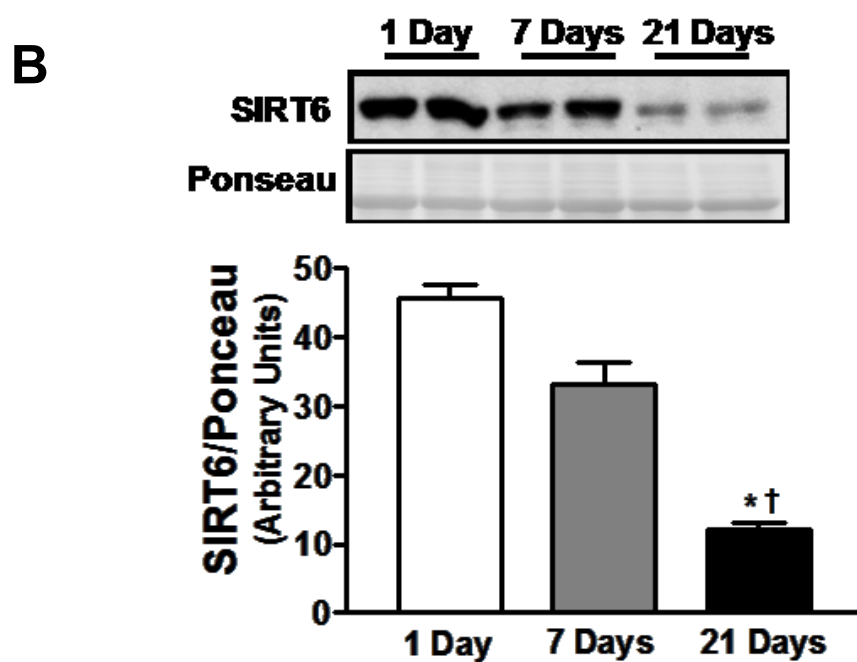 B
1 Day 7 Days 21 Days
SIRT6
Ponseau
SIRT6/Ponceau
(Arbitrary Units)
50
40
30
20
10
0
*†
1 Day 7 Days 21 Days